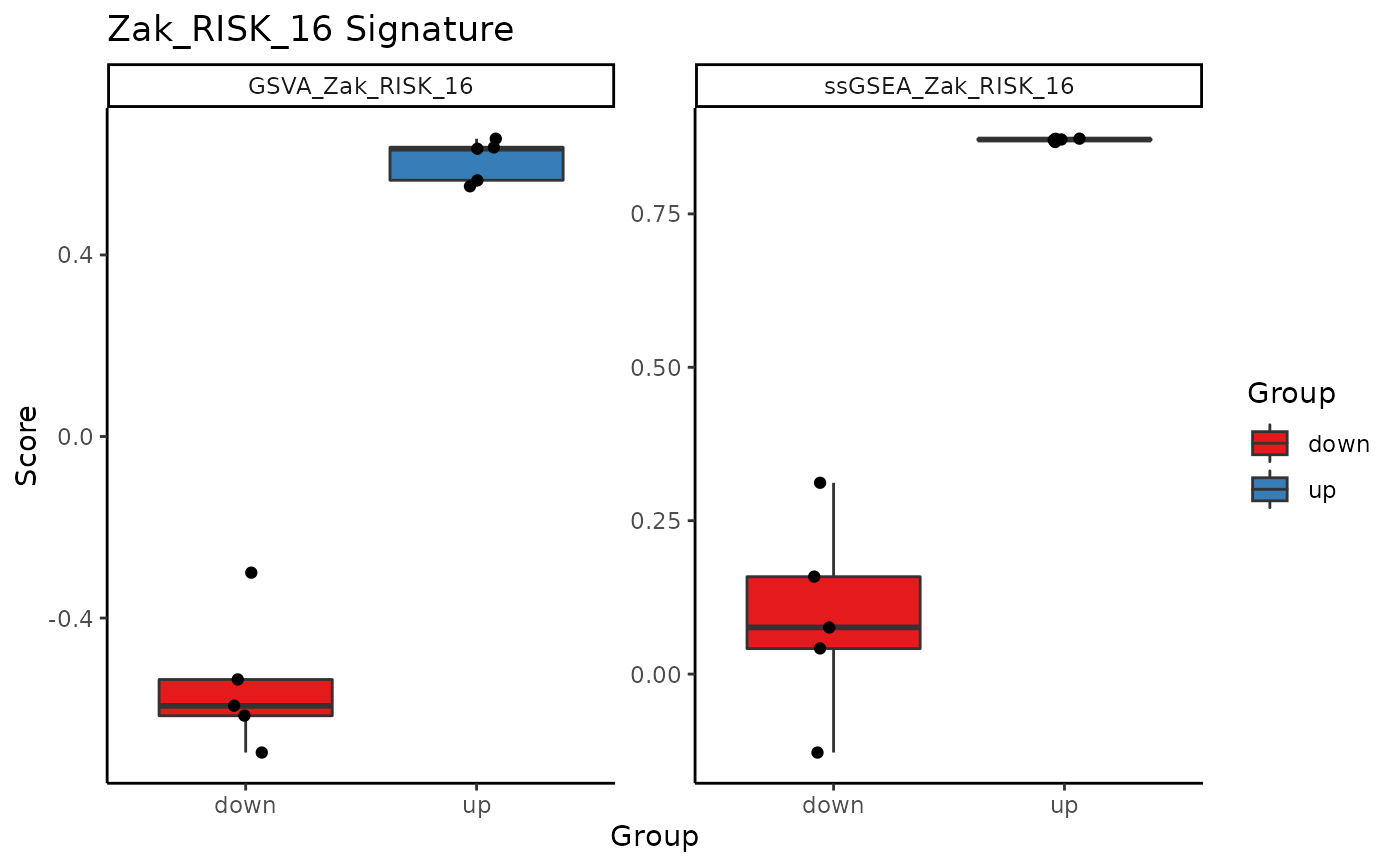 Zak_RISK_16 Signature
GSVA_Zak_RISK_16
ssGSEA_Zak_RISK_16
Score
0.4
0.0
-0.4
0.75
0.50
0.25
0.00
down
up
down
up
Group
Group
down
up